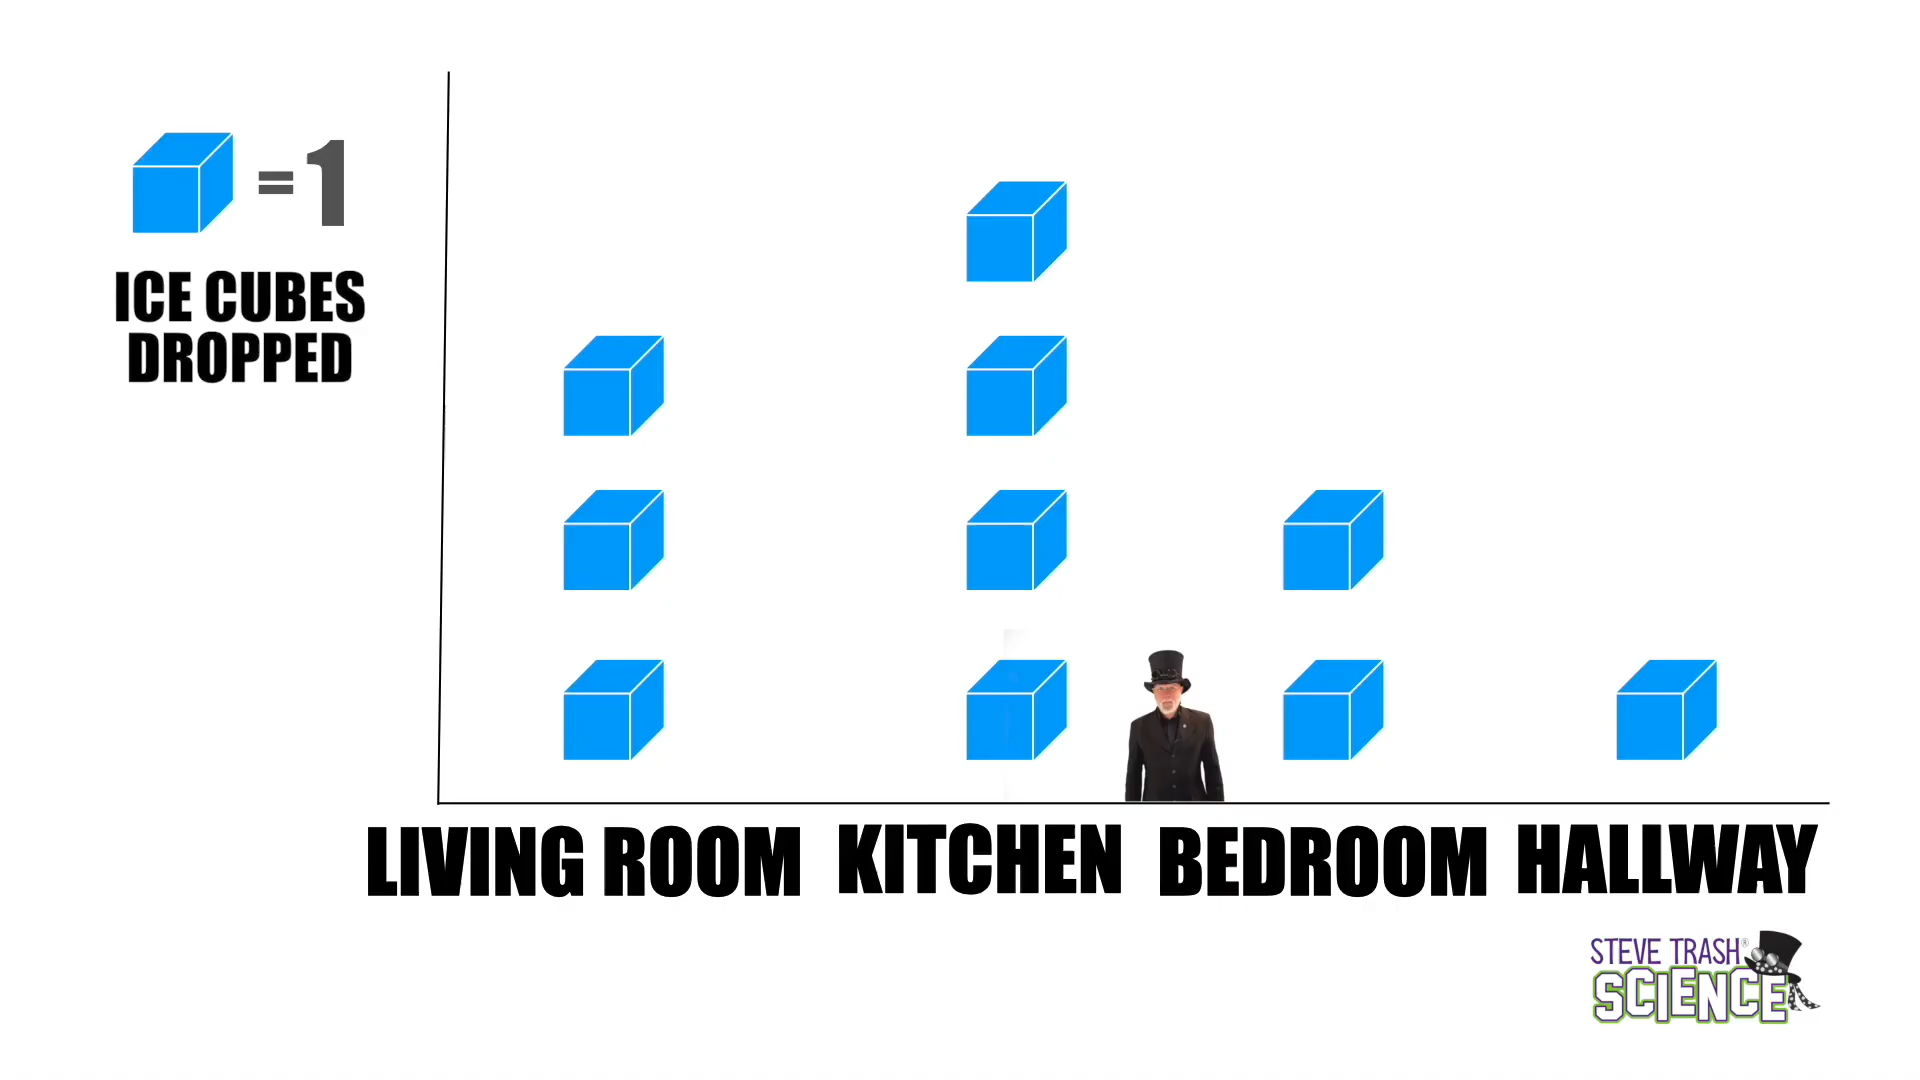 =1
ICE CUBES
DROPPED
LIVING ROOM KITCHEN BEDROOM HALLWAY
STEVE TRASH®
SCIENCE